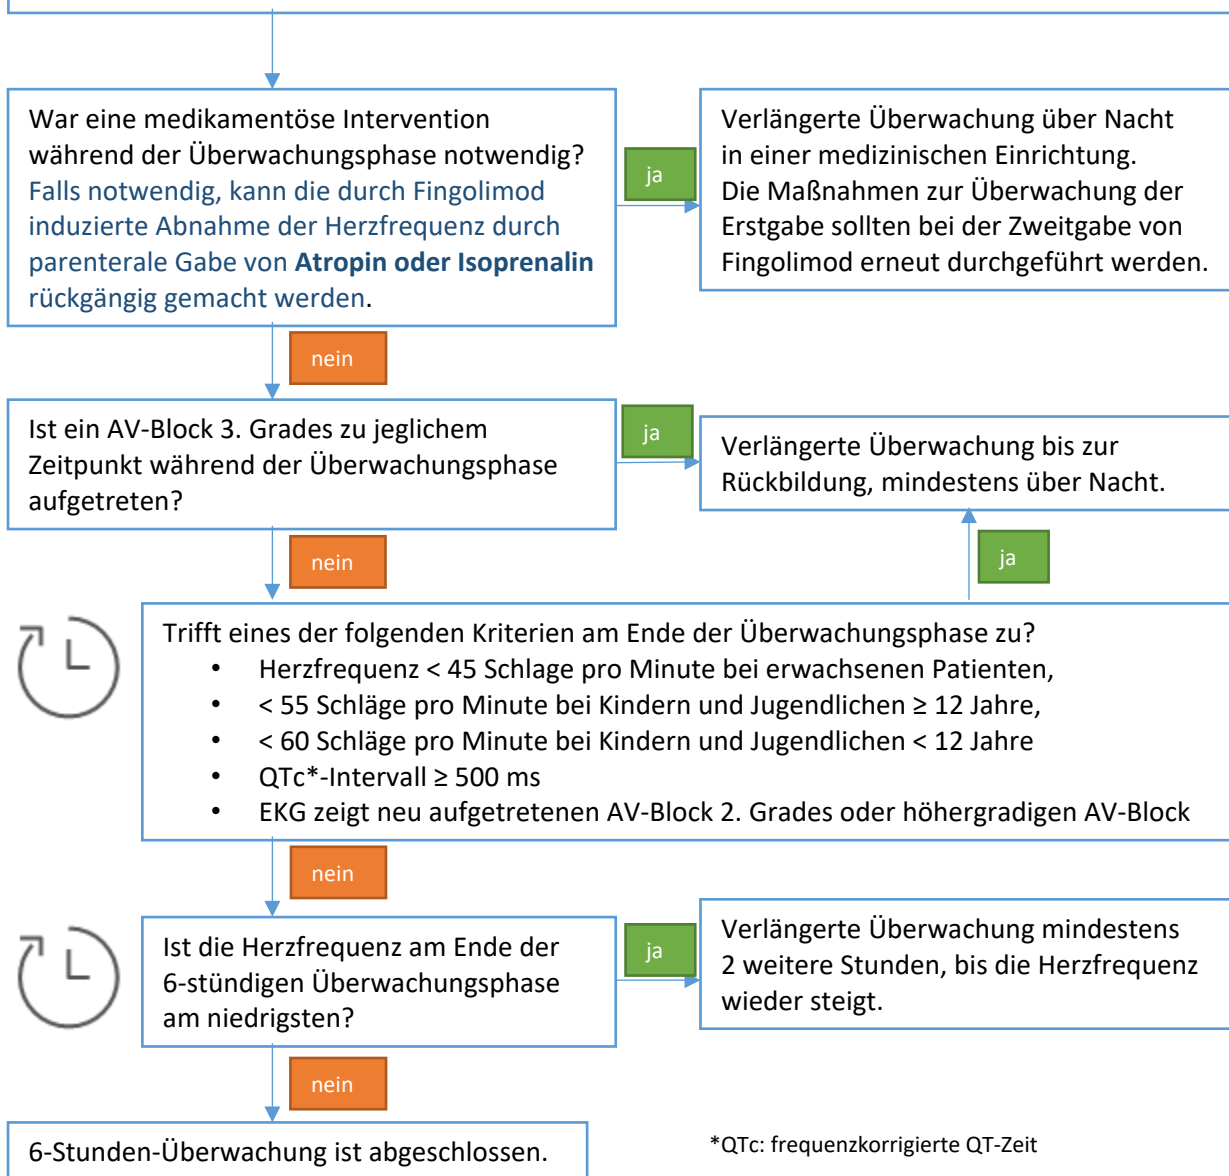 War eine medikamentöse Intervention
während der Überwachungsphase notwendig?
Falls notwendig, kann die durch Fingolimod
induzierte Abnahme der Herzfrequenz durch
parenterale Gabe von Atropin oder Isoprenalin
rückgängig gemacht werden.
ja
Verlängerte Überwachung über Nacht
in einer medizinischen Einrichtung.
Die Maßnahmen zur Überwachung der
Erstgabe sollten bei der Zweitgabe von
Fingolimod erneut durchgeführt werden.
nein
Ist ein AV-Block 3. Grades zu jeglichem
Zeitpunkt während der Überwachungsphase
aufgetreten?
ja
Verlängerte Überwachung bis zur
Rückbildung, mindestens über Nacht.
nein
ja
Trifft eines der folgenden Kriterien am Ende der Überwachungsphase zu?
• Herzfrequenz < 45 Schlage pro Minute bei erwachsenen Patienten,
• < 55 Schläge pro Minute bei Kindern und Jugendlichen ≥ 12 Jahre,
• < 60 Schläge pro Minute bei Kindern und Jugendlichen < 12 Jahre
• QTc*-Intervall ≥ 500 ms
• EKG zeigt neu aufgetretenen AV-Block 2. Grades oder höhergradigen AV-Block
nein
Ist die Herzfrequenz am Ende der
6-stündigen Überwachungsphase
am niedrigsten?
ja
Verlängerte Überwachung mindestens
2 weitere Stunden, bis die Herzfrequenz
wieder steigt.
nein
6-Stunden-Überwachung ist abgeschlossen.
*QTc: frequenzkorrigierte QT-Zeit